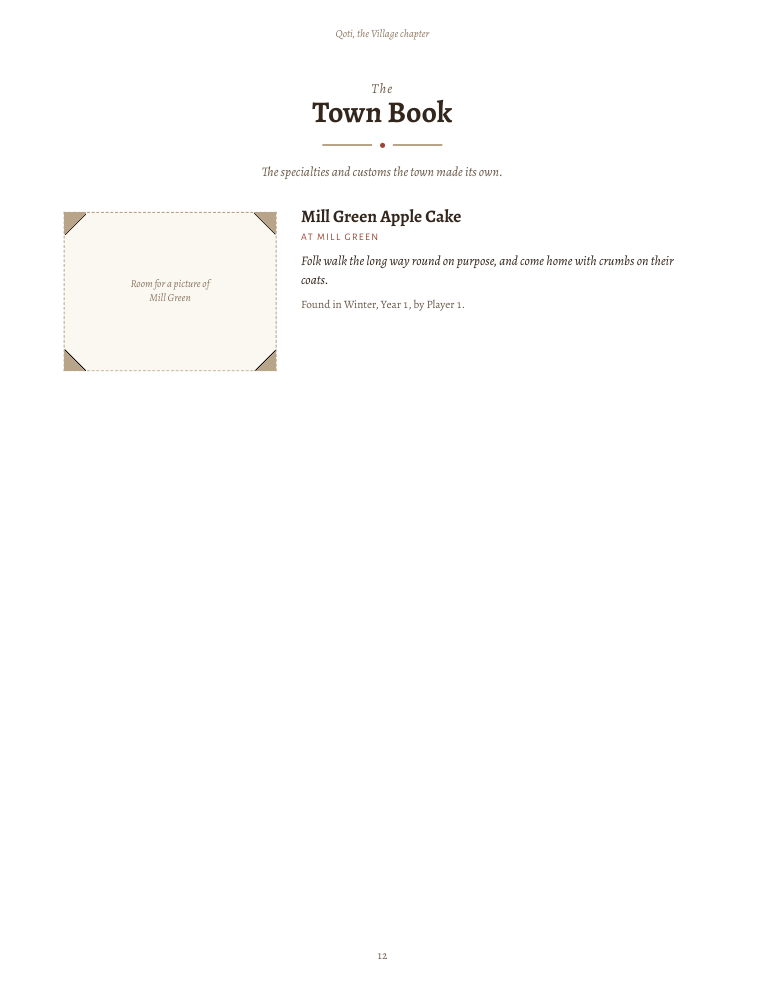 Qoti, the Village chapter
The
Town Book
The specialties and customs the town made its own.
Room for a picture of
Mill Green
Mill Green Apple Cake
AT MILL GREEN
Folk walk the long way round on purpose, and come home with crumbs on their
coats.
Found in Winter, Year 1, by Player 1.
12